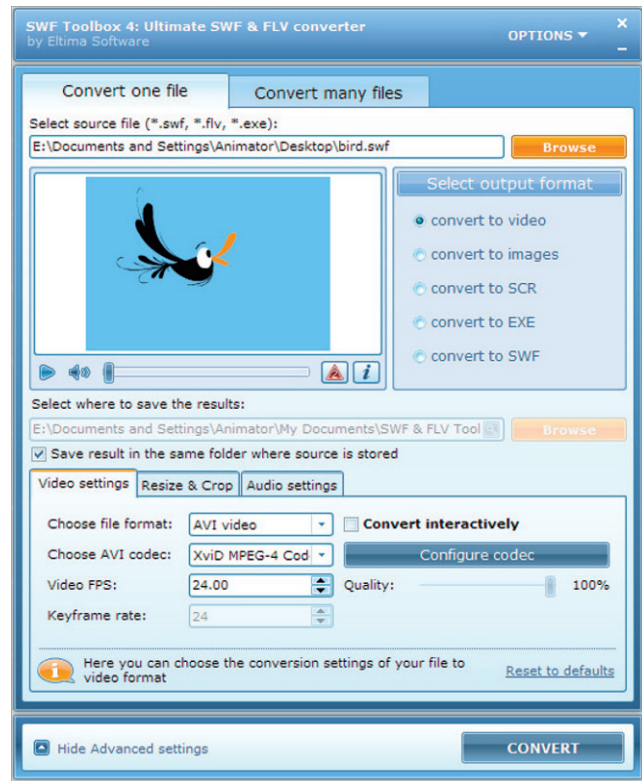 SWF Toolbox 4: Ultimate SWF & FLV converter
by Eltima Software
OPTIONS
Convert one file
Convert many files
Select source file (*.swf, *.flv, *.exe):
E:\Documents and Settings\Animator\Desktop\bird.swf
Browse
Select output format
convert to video
convert to images
convert to SCR
convert to EXE
convert to SWF
Select where to save the results:
E:\Documents and Settings\Animator\My Documents\SWF & FLV Tool
Browse
Save result in the same folder where source is stored
Video settings
Resize & Crop
Audio settings
Choose file format:
AVI video
Convert interactively
Choose AVI codec:
XviD MPEG-4 Cod
Configure codec
Video FPS:
24.00
Quality:
100%
Keyframe rate:
24
Here you can choose the conversion settings of your file to
video format
Reset to defaults
Hide Advanced settings
CONVERT